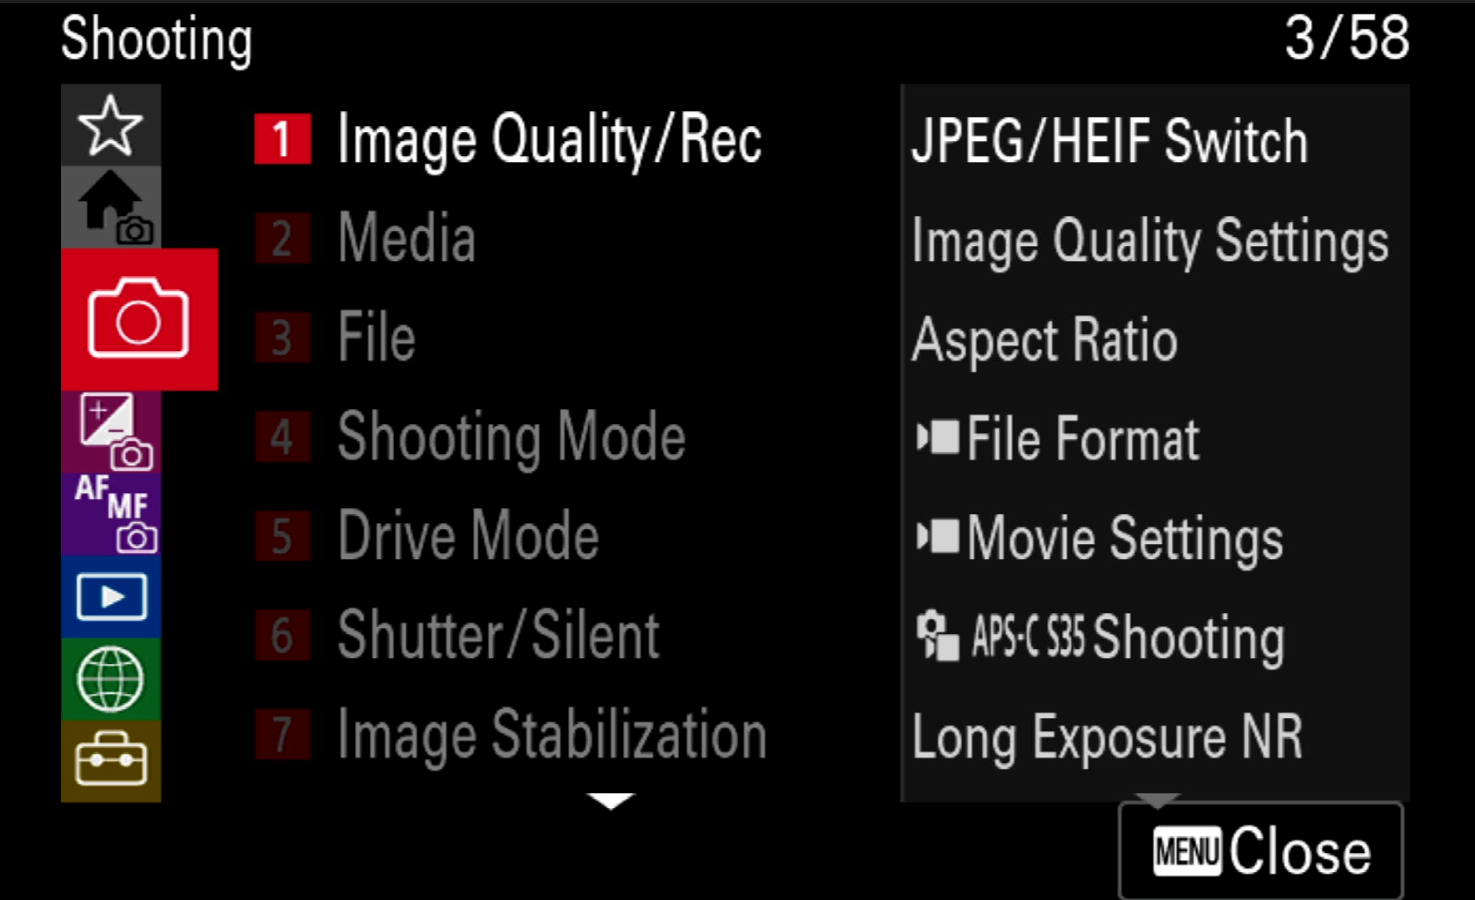 Shooting
3/58
1 Image Quality/Rec
2 Media
3 File
4 Shooting Mode
5 Drive Mode
6 Shutter/Silent
7 Image Stabilization
AF MF
JPEG/HEIF Switch
Image Quality Settings
Aspect Ratio
File Format
Movie Settings
APS-C S35 Shooting
Long Exposure NR
MENU Close